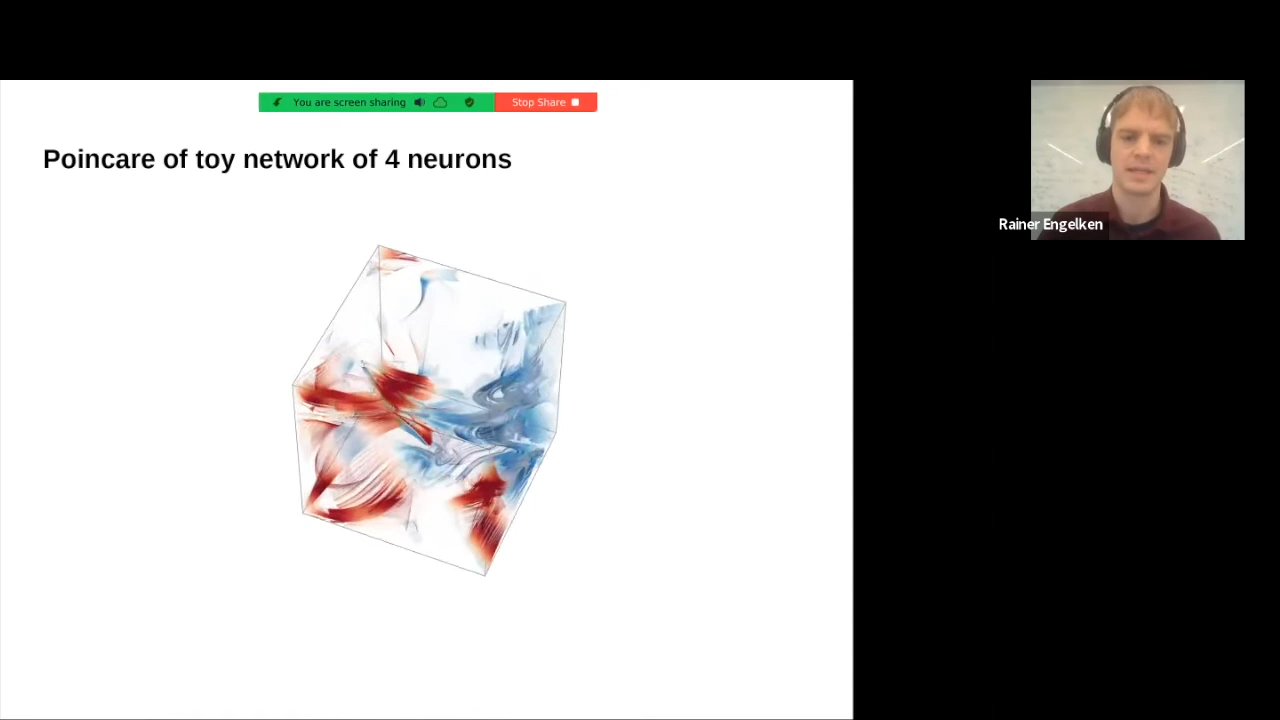 You are screen sharing
Stop Share
Poincare of toy network of 4 neurons
Rainer Engelken